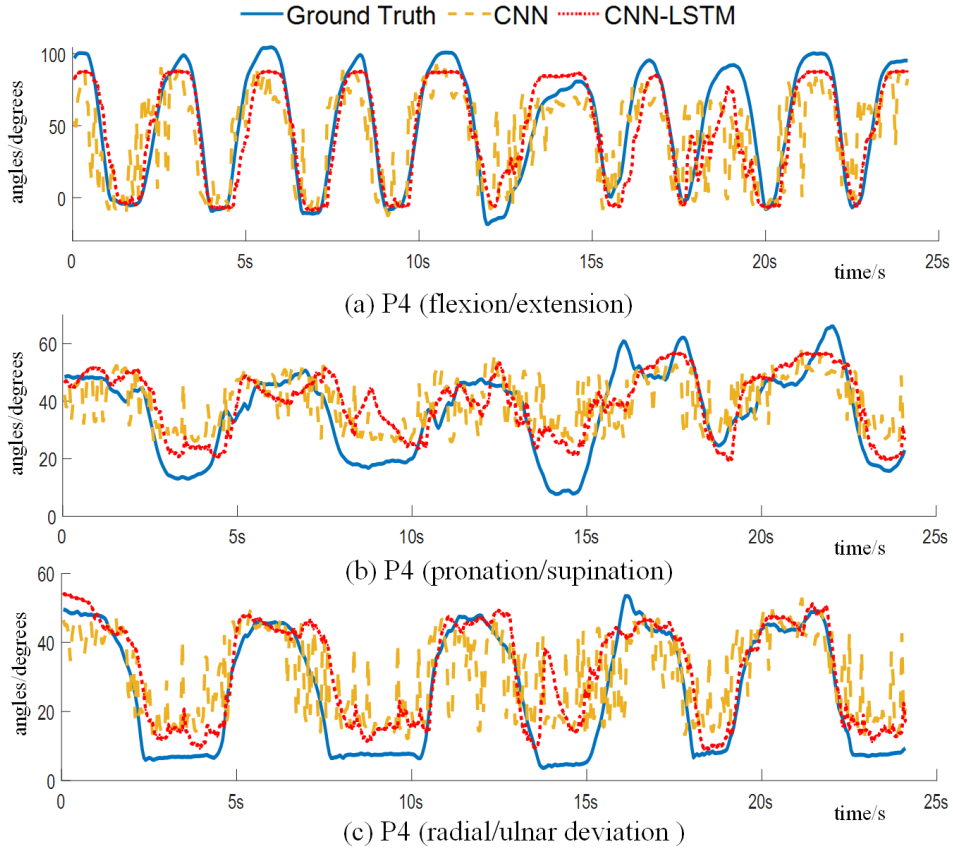 Ground Truth CNN CNN-LSTM
angles/degrees
100
50
0
0 5s 10s 15s 20s 25s
time/s
(a) P4 (flexion/extension)
angles/degrees
60
40
20
0
0 5s 10s 15s 20s 25s
time/s
(b) P4 (pronation/supination)
angles/degrees
60
40
20
0
0 5s 10s 15s 20s 25s
time/s
(c) P4 (radial/ulnar deviation )